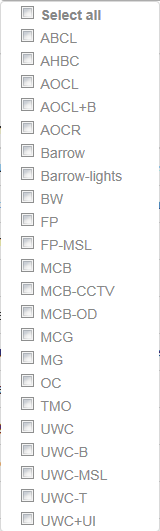 Select all
ABCL
AHBC
AOCL
AOCL+B
AOCR
Barrow
Barrow-lights
BW
FP
FP-MSL
MCB
MCB-CCTV
MCB-OD
MCG
MG
OC
TMO
UWC
UWC-B
UWC-MSL
UWC-T
UWC+UI